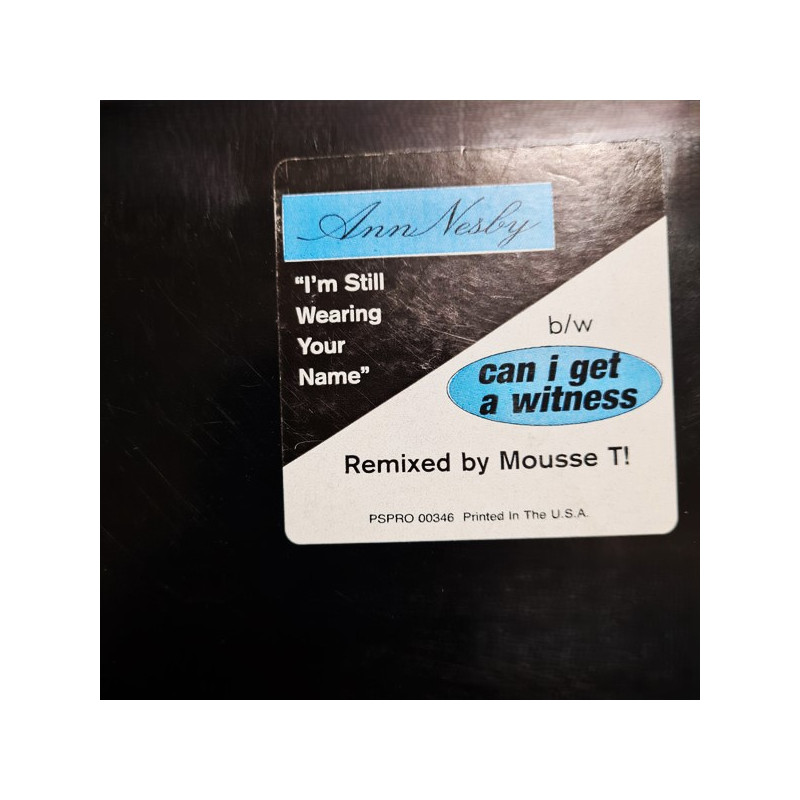 Ann Nesby
"I'm Still
Wearing
Your
Name"
b/w
can i get
a witness
Remixed by Mousse T!
PSPRO 00346 Printed In The U.S.A.